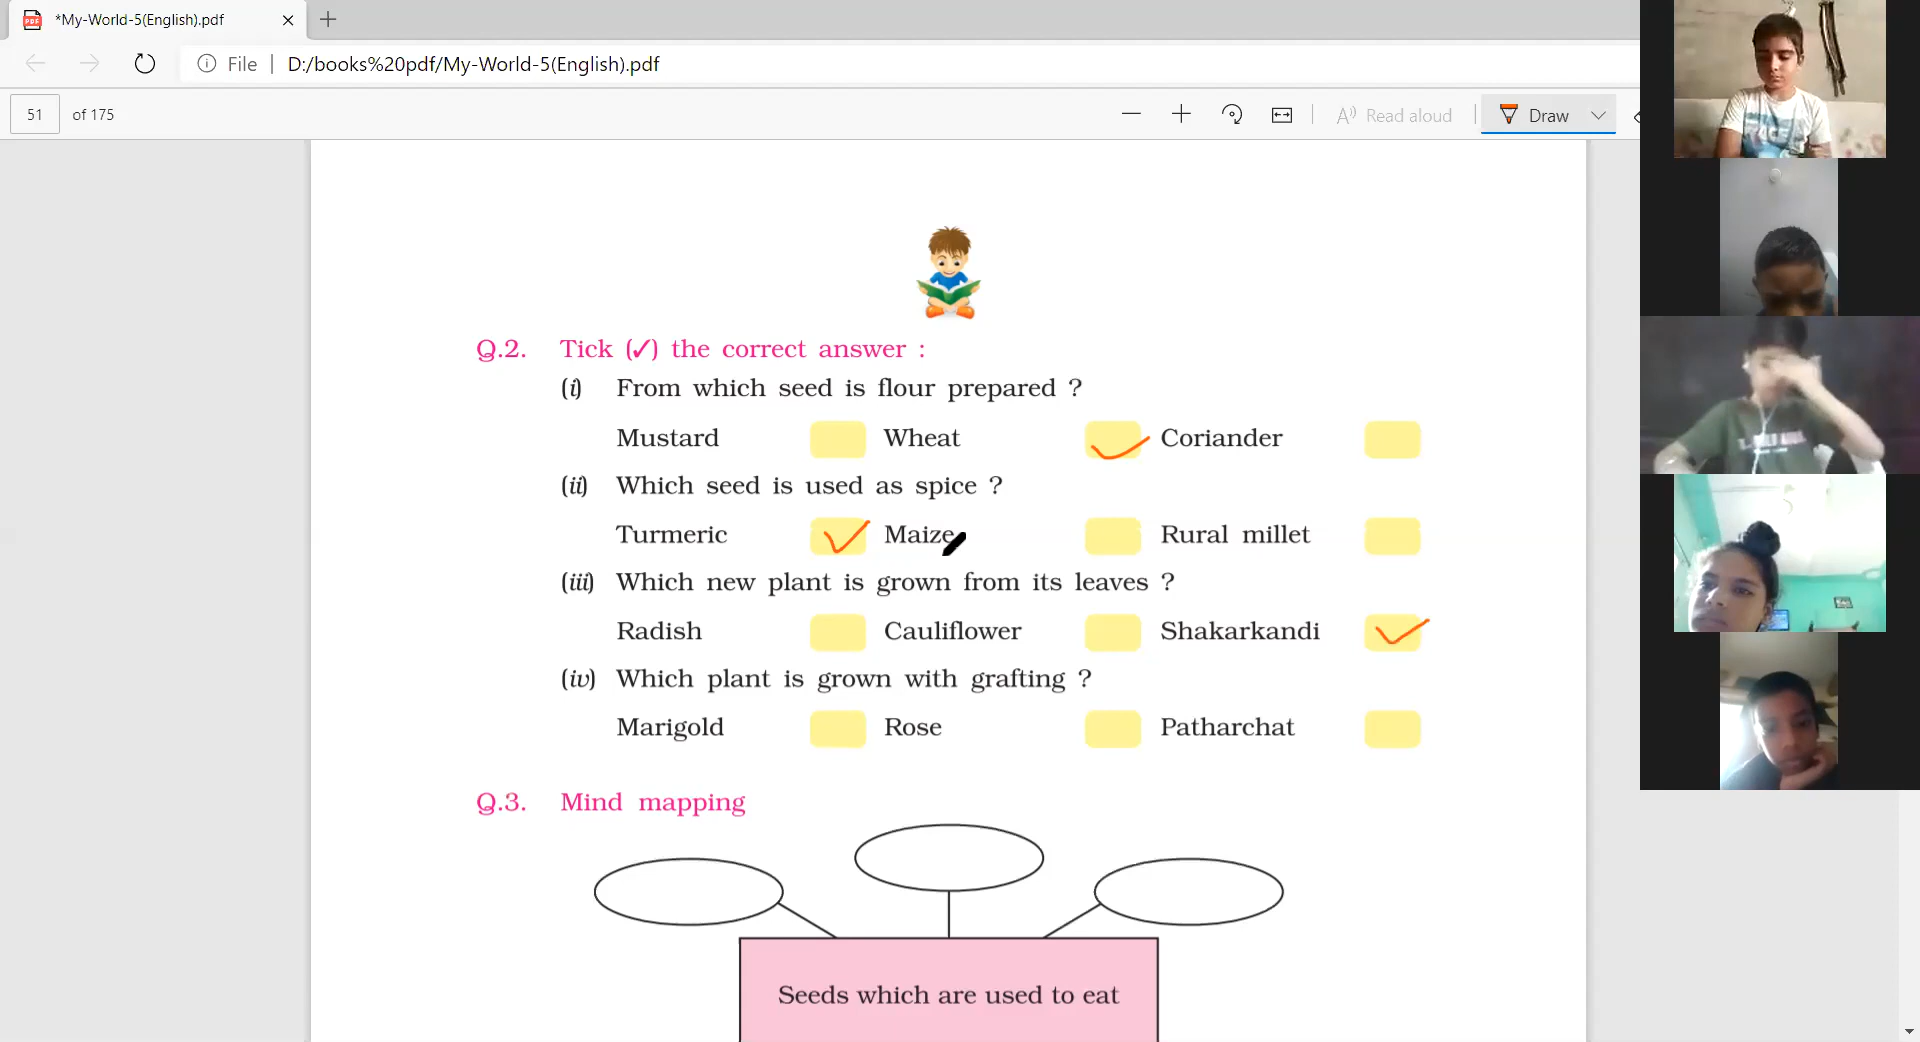 *My-World-5(English).pdf
File | D:/books%20pdf/My-World-5(English).pdf
51 of 175 Read aloud Draw
Q.2. Tick (✓) the correct answer :
(i) From which seed is flour prepared ?
Mustard Wheat Coriander
(ii) Which seed is used as spice ?
Turmeric Maize Rural millet
(iii) Which new plant is grown from its leaves ?
Radish Cauliflower Shakarkandi
(iv) Which plant is grown with grafting ?
Marigold Rose Patharchat
Q.3. Mind mapping
Seeds which are used to eat